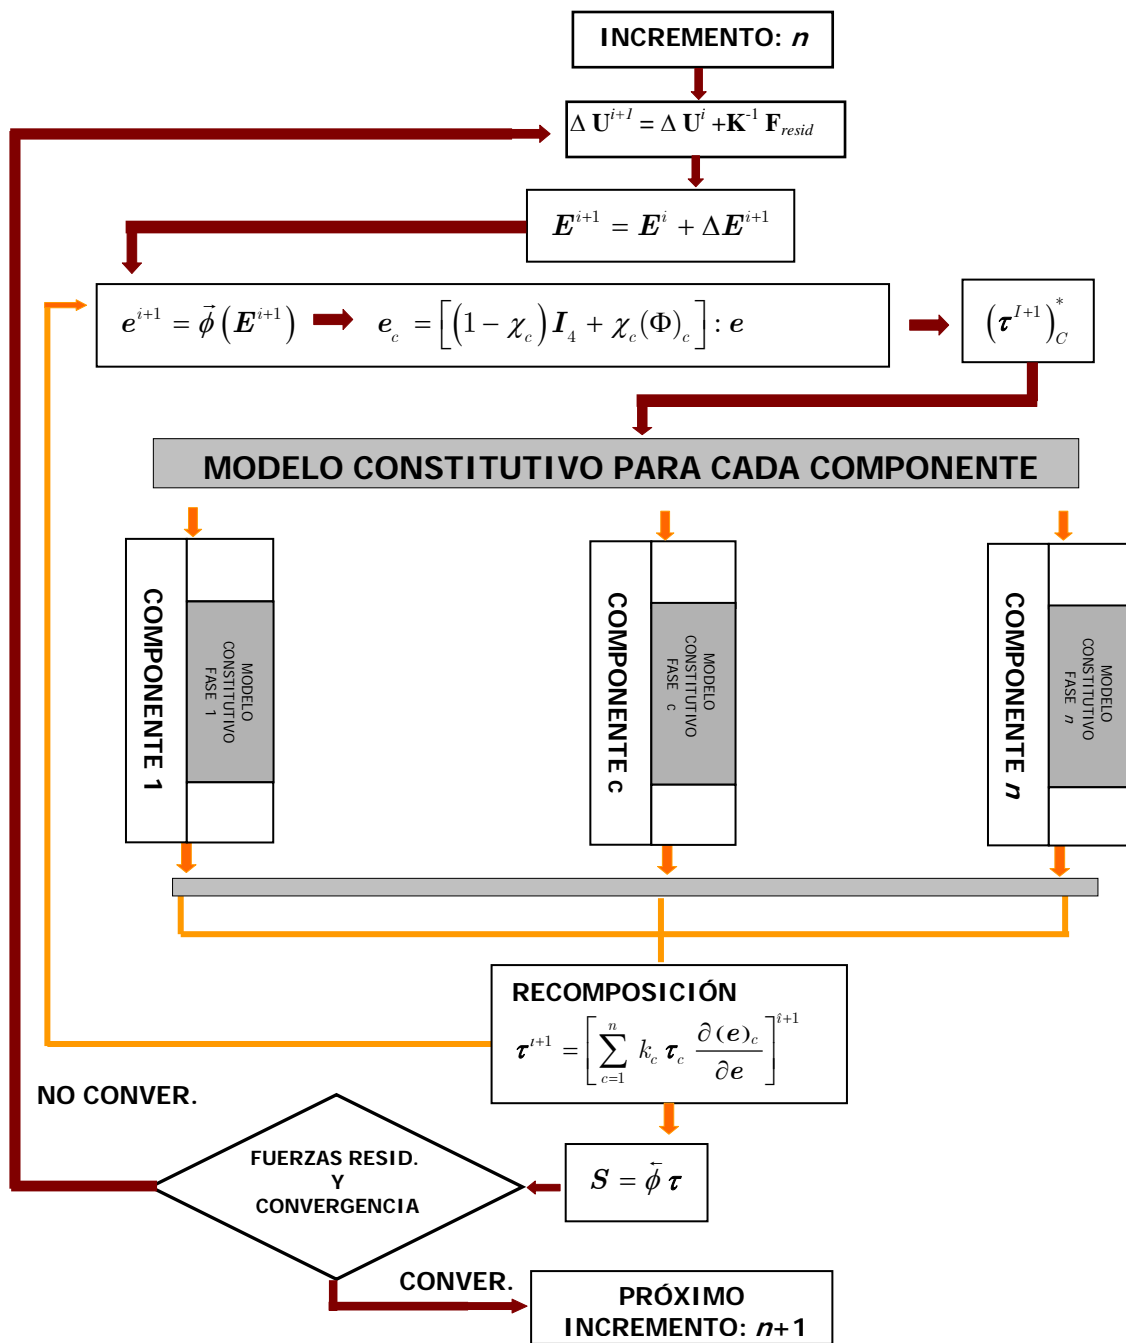 INCREMENTO: n
Δ U^{i+1} = Δ U^i + K^{-1} F_{resid}
E^{i+1} = E^i + ΔE^{i+1}
e^{i+1} = \vec{ϕ}(E^{i+1}) e_c = [(1 − χ_c) I_4 + χ_c(Φ)_c] : e
(τ^{I+1})^*_C
MODELO CONSTITUTIVO PARA CADA COMPONENTE
COMPONENTE 1
MODELO
CONSTITUTIVO
FASE 1
COMPONENTE c
MODELO
CONSTITUTIVO
FASE c
COMPONENTE n
MODELO
CONSTITUTIVO
FASE n
RECOMPOSICIÓN
τ^{i+1} = [∑_{c=1}^{n} k_c τ_c ∂(e)_c / ∂e]^{i+1}
NO CONVER.
FUERZAS RESID.
Y
CONVERGENCIA
S = \overleftarrow{ϕ} τ
CONVER.
PRÓXIMO
INCREMENTO: n+1